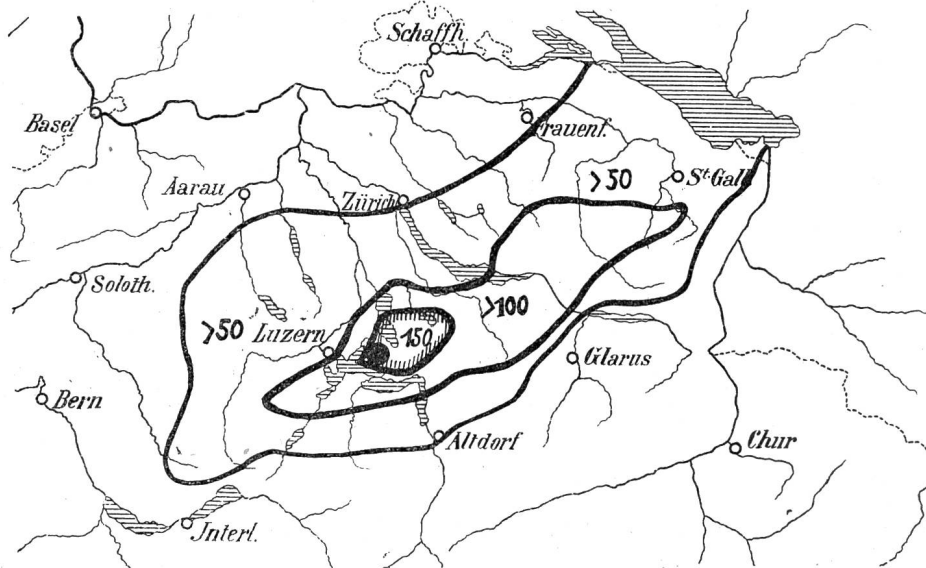 Schaffh.
Basel
Frauenf.
Aarau
Zürich
>50
St. Gall.
Soloth.
>50
Luzern
150
>100
Glarus
Bern
Altdorf
Chur
Interl.